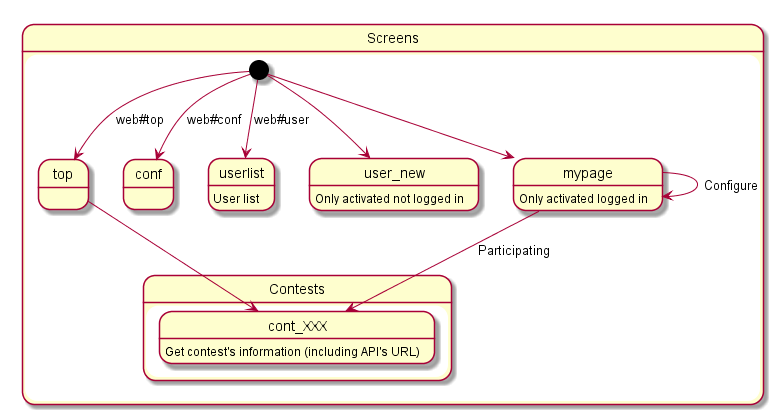 Screens
web#top
web#conf
web#user
top
conf
userlist
User list
user_new
Only activated not logged in
mypage
Only activated logged in
Configure
Participating
Contests
cont_XXX
Get contest's information (including API's URL)